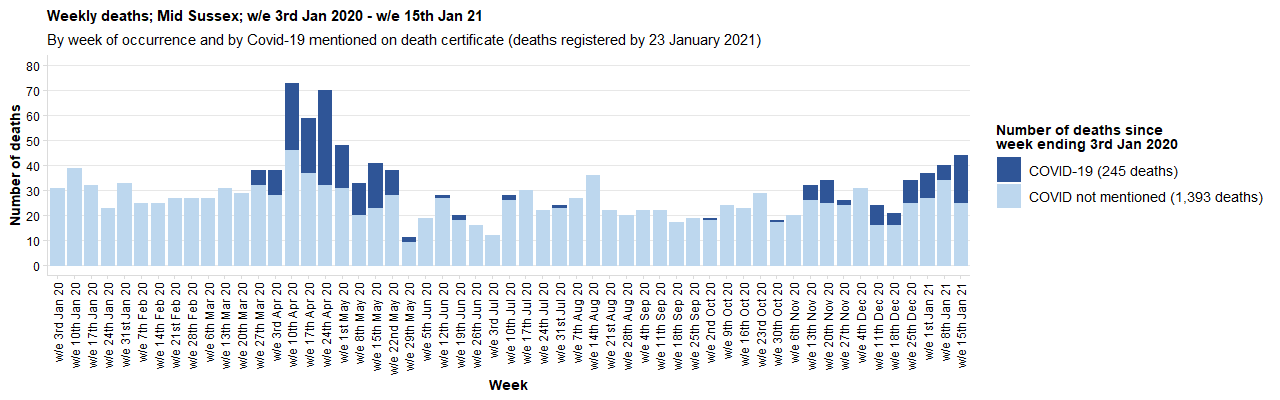 Weekly deaths; Mid Sussex; w/e 3rd Jan 2020 - w/e 15th Jan 21
By week of occurrence and by Covid-19 mentioned on death certificate (deaths registered by 23 January 2021)
Number of deaths
80
70
60
50
40
30
20
10
0
w/e 3rd Jan 20
w/e 10th Jan 20
w/e 17th Jan 20
w/e 24th Jan 20
w/e 31st Jan 20
w/e 7th Feb 20
w/e 14th Feb 20
w/e 21st Feb 20
w/e 28th Feb 20
w/e 6th Mar 20
w/e 13th Mar 20
w/e 20th Mar 20
w/e 27th Mar 20
w/e 3rd Apr 20
w/e 10th Apr 20
w/e 17th Apr 20
w/e 24th Apr 20
w/e 1st May 20
w/e 8th May 20
w/e 15th May 20
w/e 22nd May 20
w/e 29th May 20
w/e 5th Jun 20
w/e 12th Jun 20
w/e 19th Jun 20
w/e 26th Jun 20
w/e 3rd Jul 20
w/e 10th Jul 20
w/e 17th Jul 20
w/e 24th Jul 20
w/e 31st Jul 20
w/e 7th Aug 20
w/e 14th Aug 20
w/e 21st Aug 20
w/e 28th Aug 20
w/e 4th Sep 20
w/e 11th Sep 20
w/e 18th Sep 20
w/e 25th Sep 20
w/e 2nd Oct 20
w/e 9th Oct 20
w/e 16th Oct 20
w/e 23rd Oct 20
w/e 30th Oct 20
w/e 6th Nov 20
w/e 13th Nov 20
w/e 20th Nov 20
w/e 27th Nov 20
w/e 4th Dec 20
w/e 11th Dec 20
w/e 18th Dec 20
w/e 25th Dec 20
w/e 1st Jan 21
w/e 8th Jan 21
w/e 15th Jan 21
Week
Number of deaths since
week ending 3rd Jan 2020
COVID-19 (245 deaths)
COVID not mentioned (1,393 deaths)